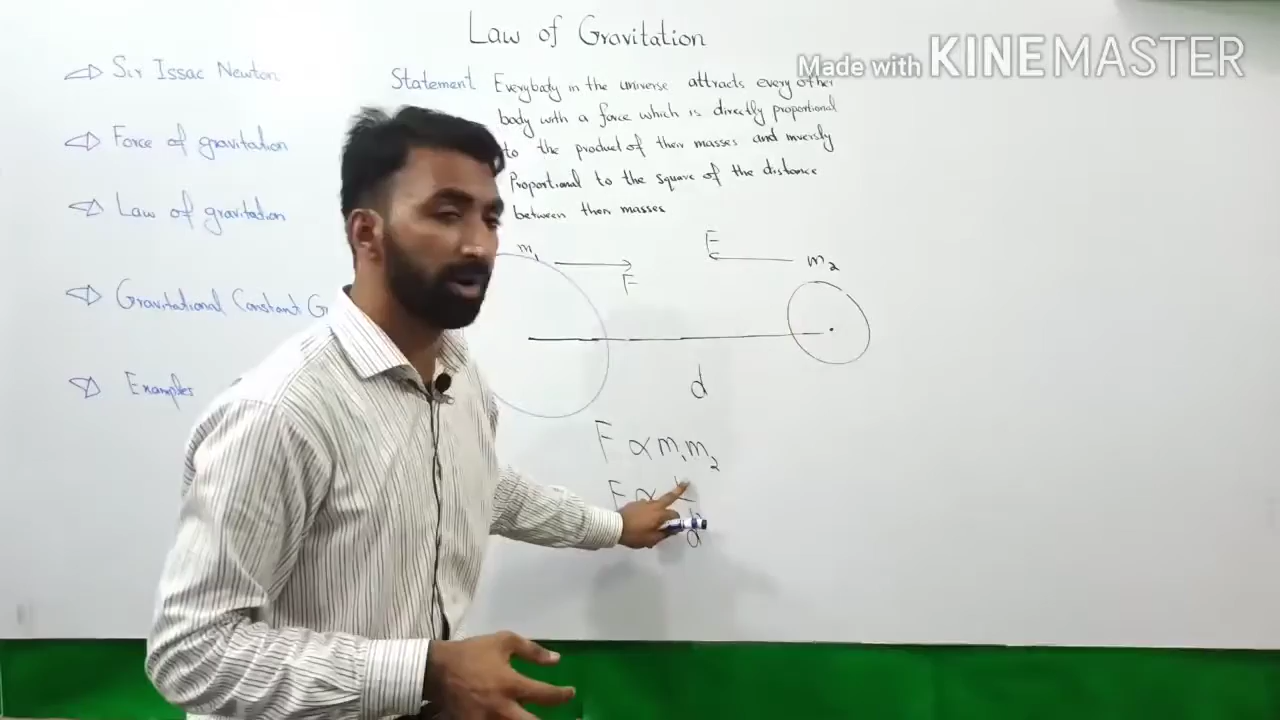 Law of Gravitation
Made with KINEMASTER
Sir Issac Newton
Force of gravitation
Law of gravitation
Gravitational Constant G
Examples
Statement Everybody in the universe attracts every other
body with a force which is directly proportional
to the product of their masses and inversly
Proportional to the square of the distance
between then masses
m₁ F
F m₂
d
F ∝ m₁m₂
F ∝
d